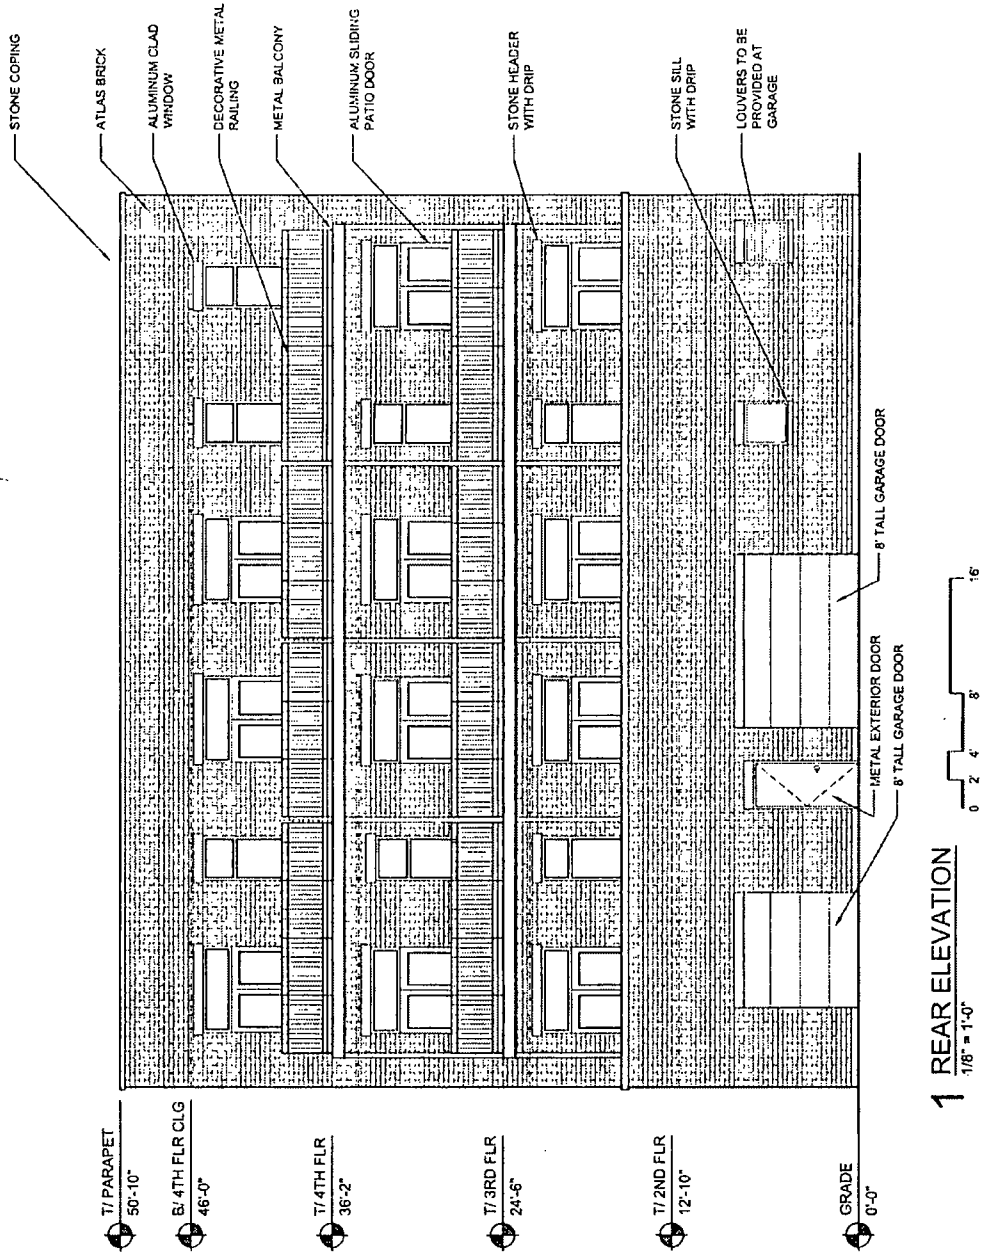 STONE COPING
ATLAS BRICK
ALUMINUM CLAD
WINDOW
DECORATIVE METAL
RAILING
METAL BALCONY
ALUMINUM SLIDING
PATIO DOOR
STONE HEADER
WITH DRIP
STONE SILL
WITH DRIP
LOUVERS TO BE
PROVIDED AT
GARAGE
T/ PARAPET
50'-10"
B/ 4TH FLR CLG
46'-0"
T/ 4TH FLR
36'-2"
T/ 3RD FLR
24'-6"
T/ 2ND FLR
12'-10"
GRADE
0'-0"
8' TALL GARAGE DOOR
METAL EXTERIOR DOOR
8' TALL GARAGE DOOR
0 2' 4' 8' 16'
1 REAR ELEVATION
1/8" = 1'-0"